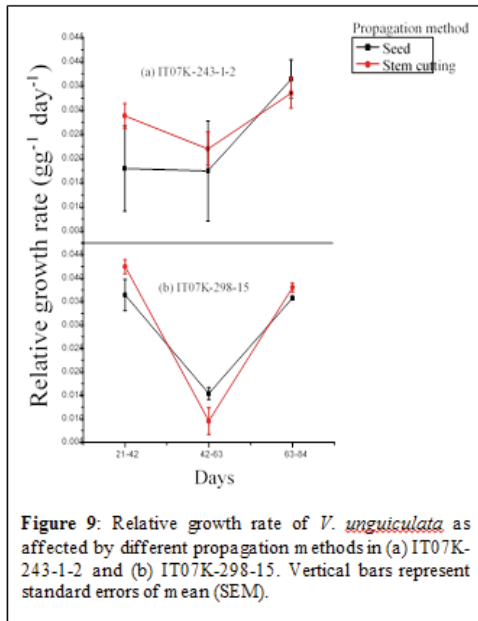 Propagation method
Seed
Stem cutting
(a) IT07K-243-1-2
(b) IT07K-298-15
Relative growth rate (gg⁻¹ day⁻¹)
21-42 42-63 63-84
Days
Figure 9: Relative growth rate of V. unguiculata as
affected by different propagation methods in (a) IT07K-
243-1-2 and (b) IT07K-298-15. Vertical bars represent
standard errors of mean (SEM).